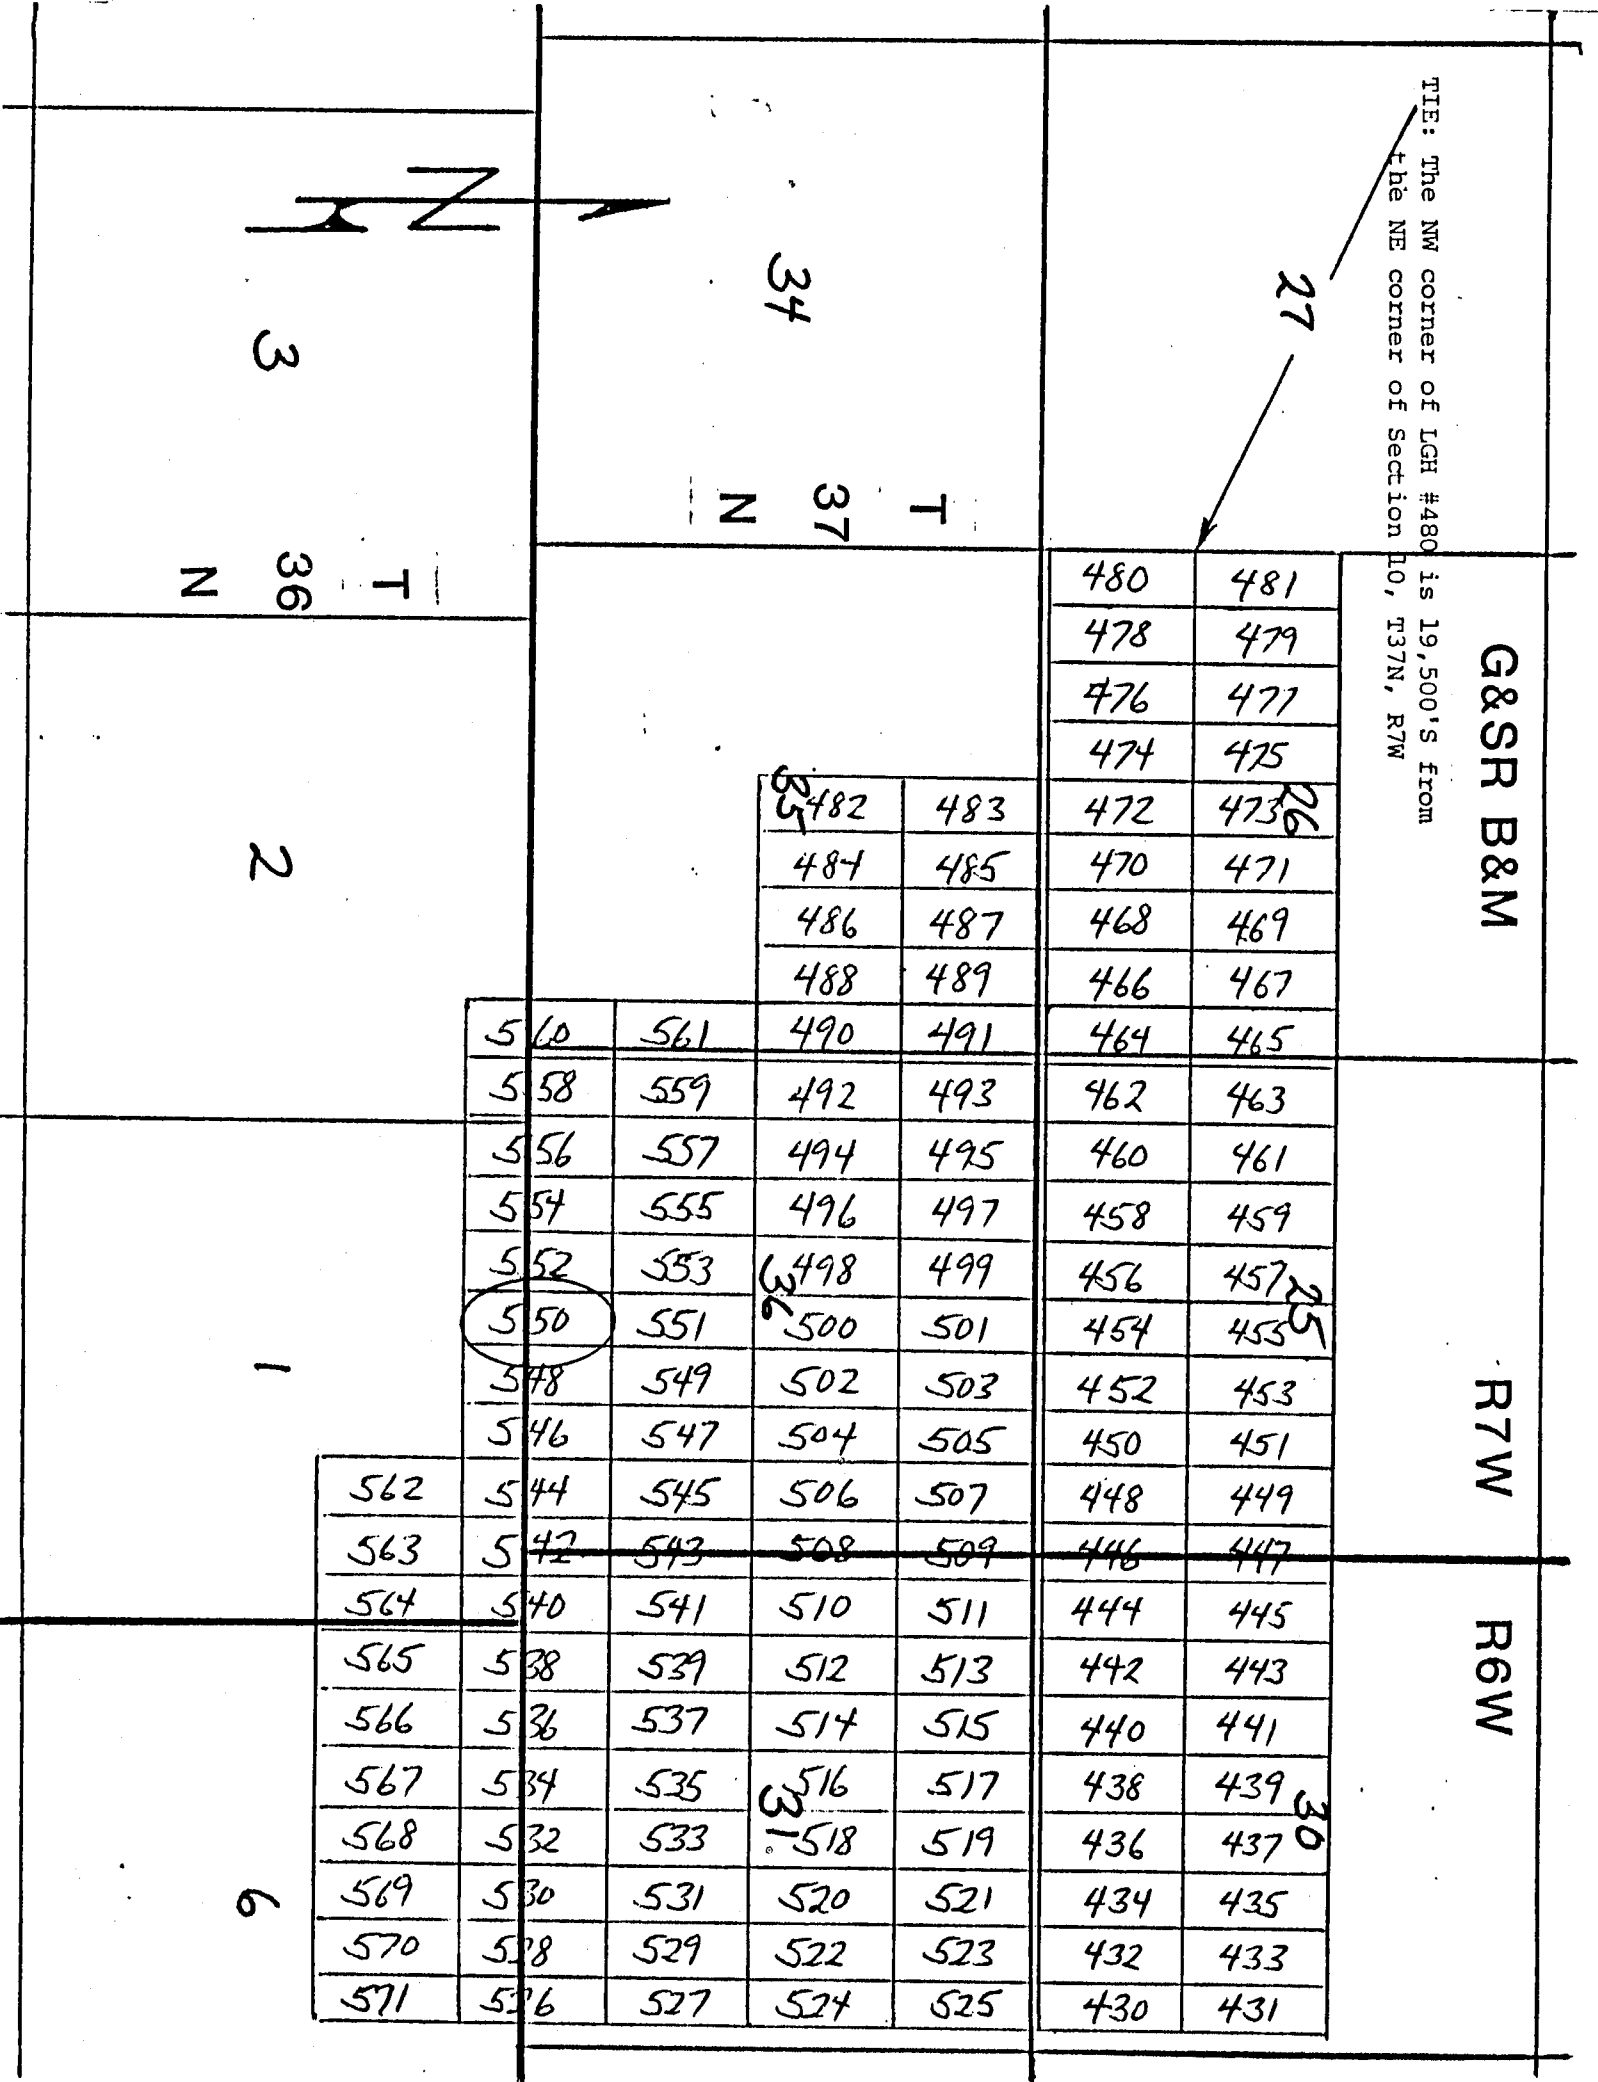 G&SR B&M
R7W
R6W
TIE: The NW corner of LGH #480 is 19,500'S from
the NE corner of Section 10, T37N, R7W
27
34
3
N
T
37
N
T
36
N
2
1
6
26
25
30
35
36
31
480 481
478 479
476 477
474 475
482 483 472 473
484 485 470 471
486 487 468 469
488 489 466 467
560 561 490 491 464 465
558 559 492 493 462 463
556 557 494 495 460 461
554 555 496 497 458 459
552 553 498 499 456 457
550 551 500 501 454 455
548 549 502 503 452 453
546 547 504 505 450 451
562 544 545 506 507 448 449
563 542 543 508 509 446 447
564 540 541 510 511 444 445
565 538 539 512 513 442 443
566 536 537 514 515 440 441
567 534 535 516 517 438 439
568 532 533 518 519 436 437
569 530 531 520 521 434 435
570 528 529 522 523 432 433
571 526 527 524 525 430 431